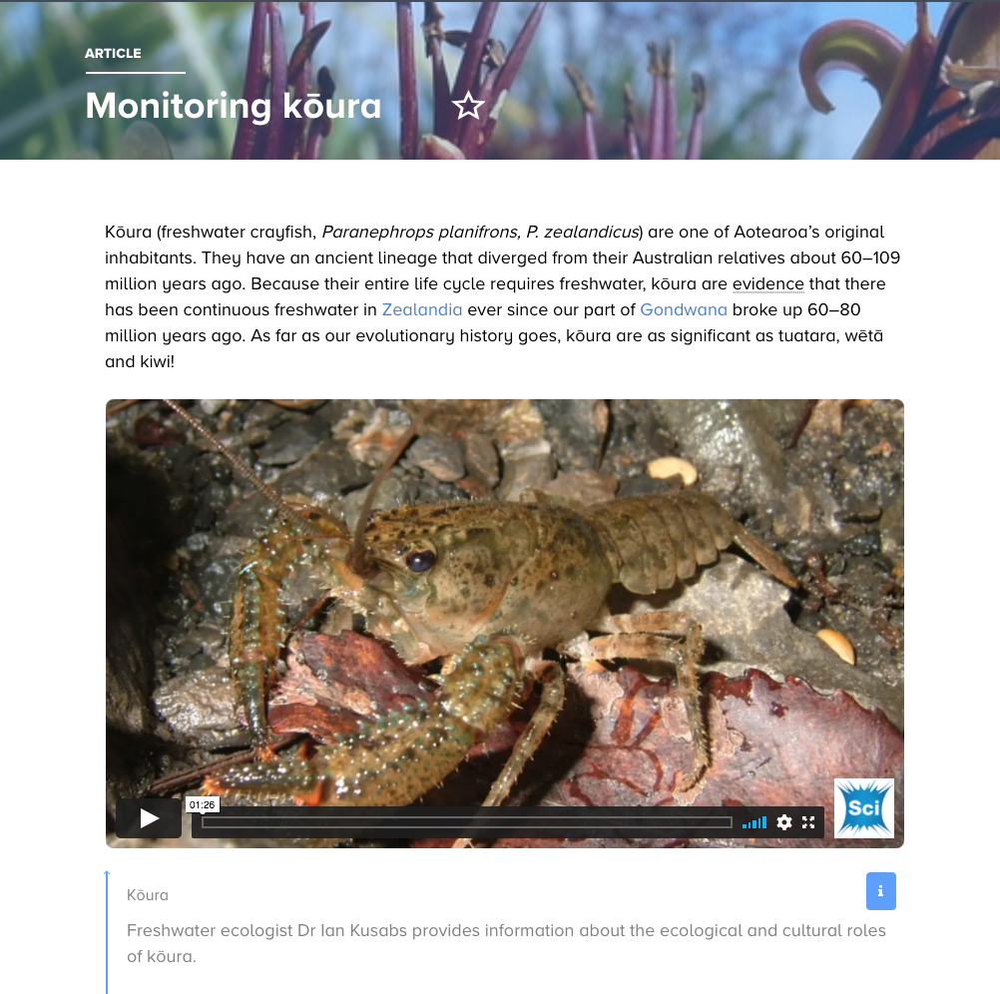 ARTICLE
Monitoring kōura
Kōura (freshwater crayfish, Paranephrops planifrons, P. zealandicus) are one of Aotearoa’s original
inhabitants. They have an ancient lineage that diverged from their Australian relatives about 60–109
million years ago. Because their entire life cycle requires freshwater, kōura are evidence that there
has been continuous freshwater in Zealandia ever since our part of Gondwana broke up 60–80
million years ago. As far as our evolutionary history goes, kōura are as significant as tuatara, wētā
and kiwi!
01:26
Sci
Kōura
i
Freshwater ecologist Dr Ian Kusabs provides information about the ecological and cultural roles
of kōura.